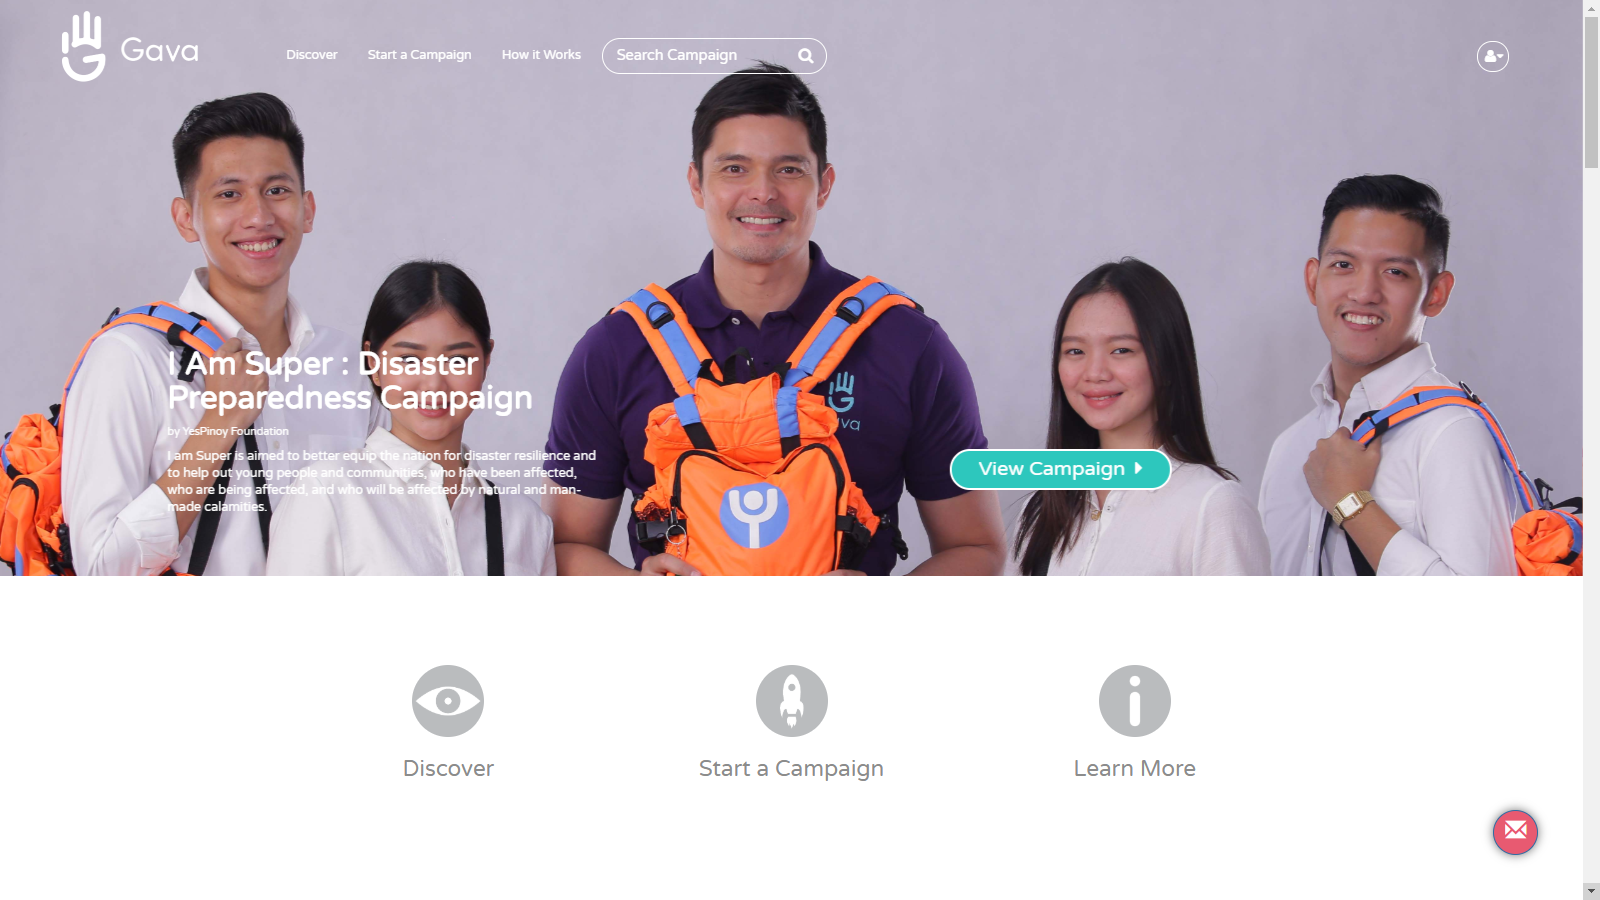 Gava
Discover
Start a Campaign
How it Works
Search Campaign
I Am Super : Disaster
Preparedness Campaign
by YesPinoy Foundation
I am Super is aimed to better equip the nation for disaster resilience and
to help out young people and communities, who have been affected,
who are being affected, and who will be affected by natural and man-
made calamities.
View Campaign
Discover
Start a Campaign
Learn More